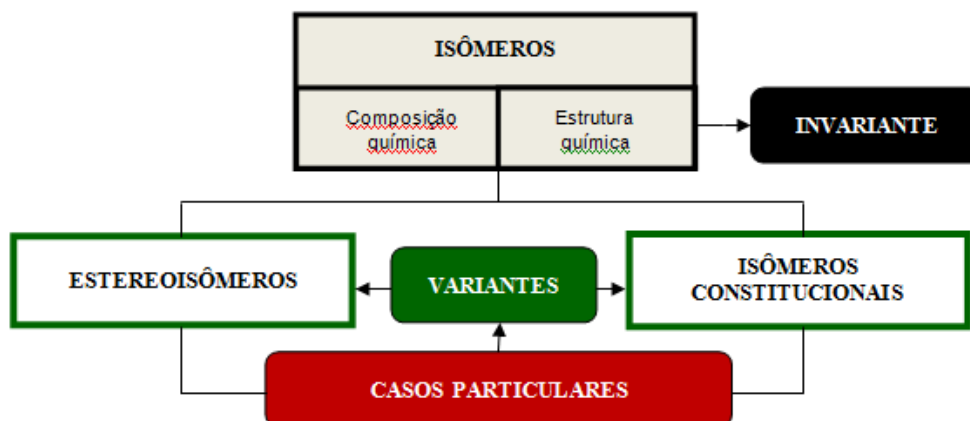 ISÔMEROS
Composição
química
Estrutura
química
INVARIANTE
ESTEREOISÔMEROS
VARIANTES
ISÔMEROS
CONSTITUCIONAIS
CASOS PARTICULARES